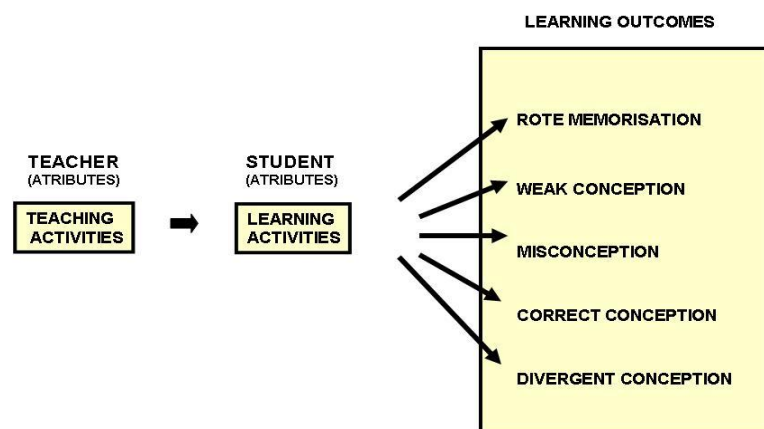 LEARNING OUTCOMES
TEACHER
(ATRIBUTES)
TEACHING
ACTIVITIES
STUDENT
(ATRIBUTES)
LEARNING
ACTIVITIES
ROTE MEMORISATION
WEAK CONCEPTION
MISCONCEPTION
CORRECT CONCEPTION
DIVERGENT CONCEPTION